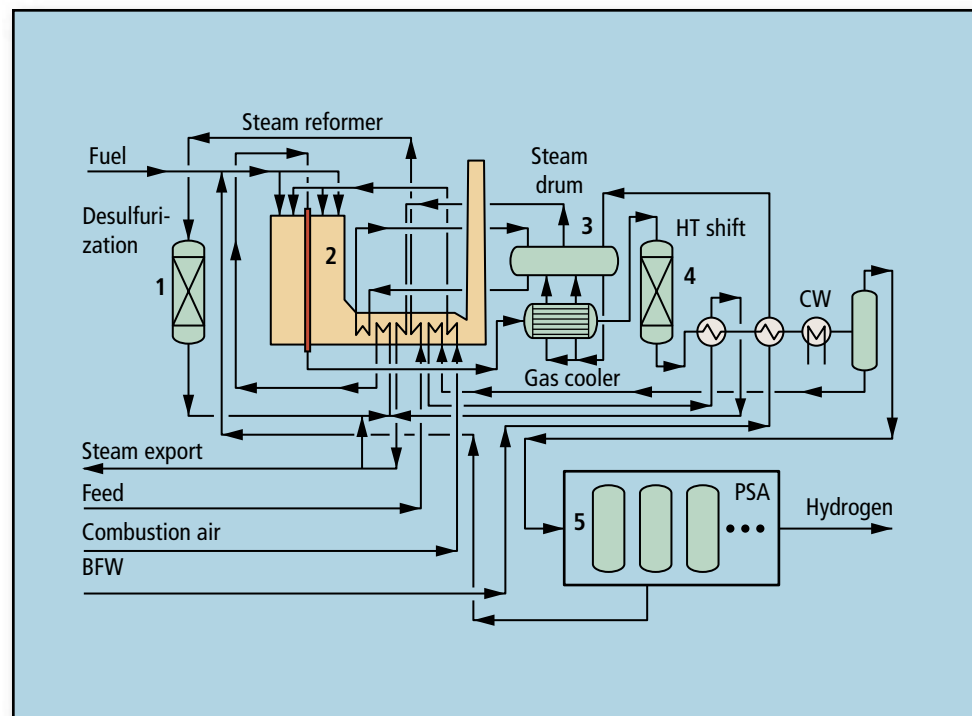 Steam reformer
Fuel
Steam
drum
Desulfuri-
zation
3
HT shift
2
1
4
CW
Gas cooler
Steam export
Feed
PSA
5
Hydrogen
Combustion air
BFW